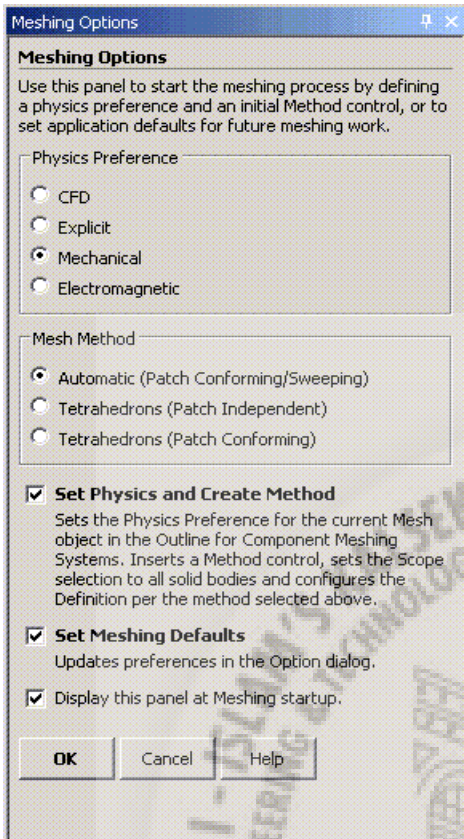 Meshing Options
Meshing Options
Use this panel to start the meshing process by defining
a physics preference and an initial Method control, or to
set application defaults for future meshing work.
Physics Preference
CFD
Explicit
Mechanical
Electromagnetic
Mesh Method
Automatic (Patch Conforming/Sweeping)
Tetrahedrons (Patch Independent)
Tetrahedrons (Patch Conforming)
Set Physics and Create Method
Sets the Physics Preference for the current Mesh
object in the Outline for Component Meshing
Systems. Inserts a Method control, sets the Scope
selection to all solid bodies and configures the
Definition per the method selected above.
Set Meshing Defaults
Updates preferences in the Option dialog.
Display this panel at Meshing startup.
OK Cancel Help